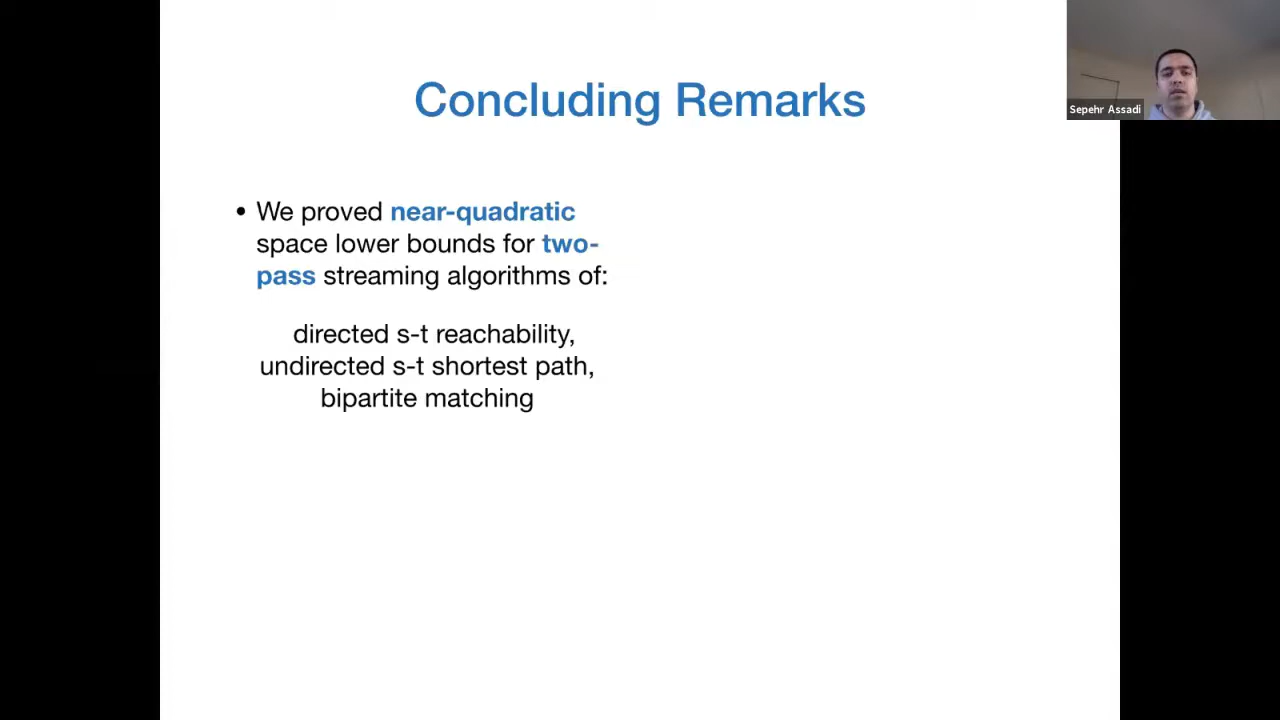 Concluding Remarks
Sepehr Assadi
• We proved near-quadratic
space lower bounds for two-
pass streaming algorithms of:
directed s-t reachability,
undirected s-t shortest path,
bipartite matching